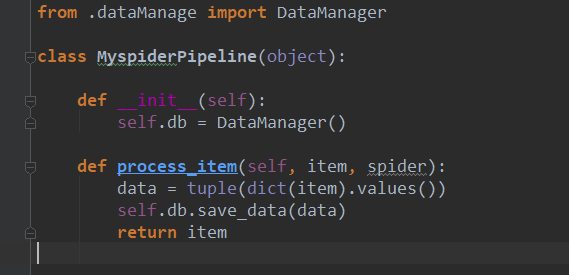 from .dataManage import DataManager
class MyspiderPipeline(object):
def __init__(self):
self.db = DataManager()
def process_item(self, item, spider):
data = tuple(dict(item).values())
self.db.save_data(data)
return item